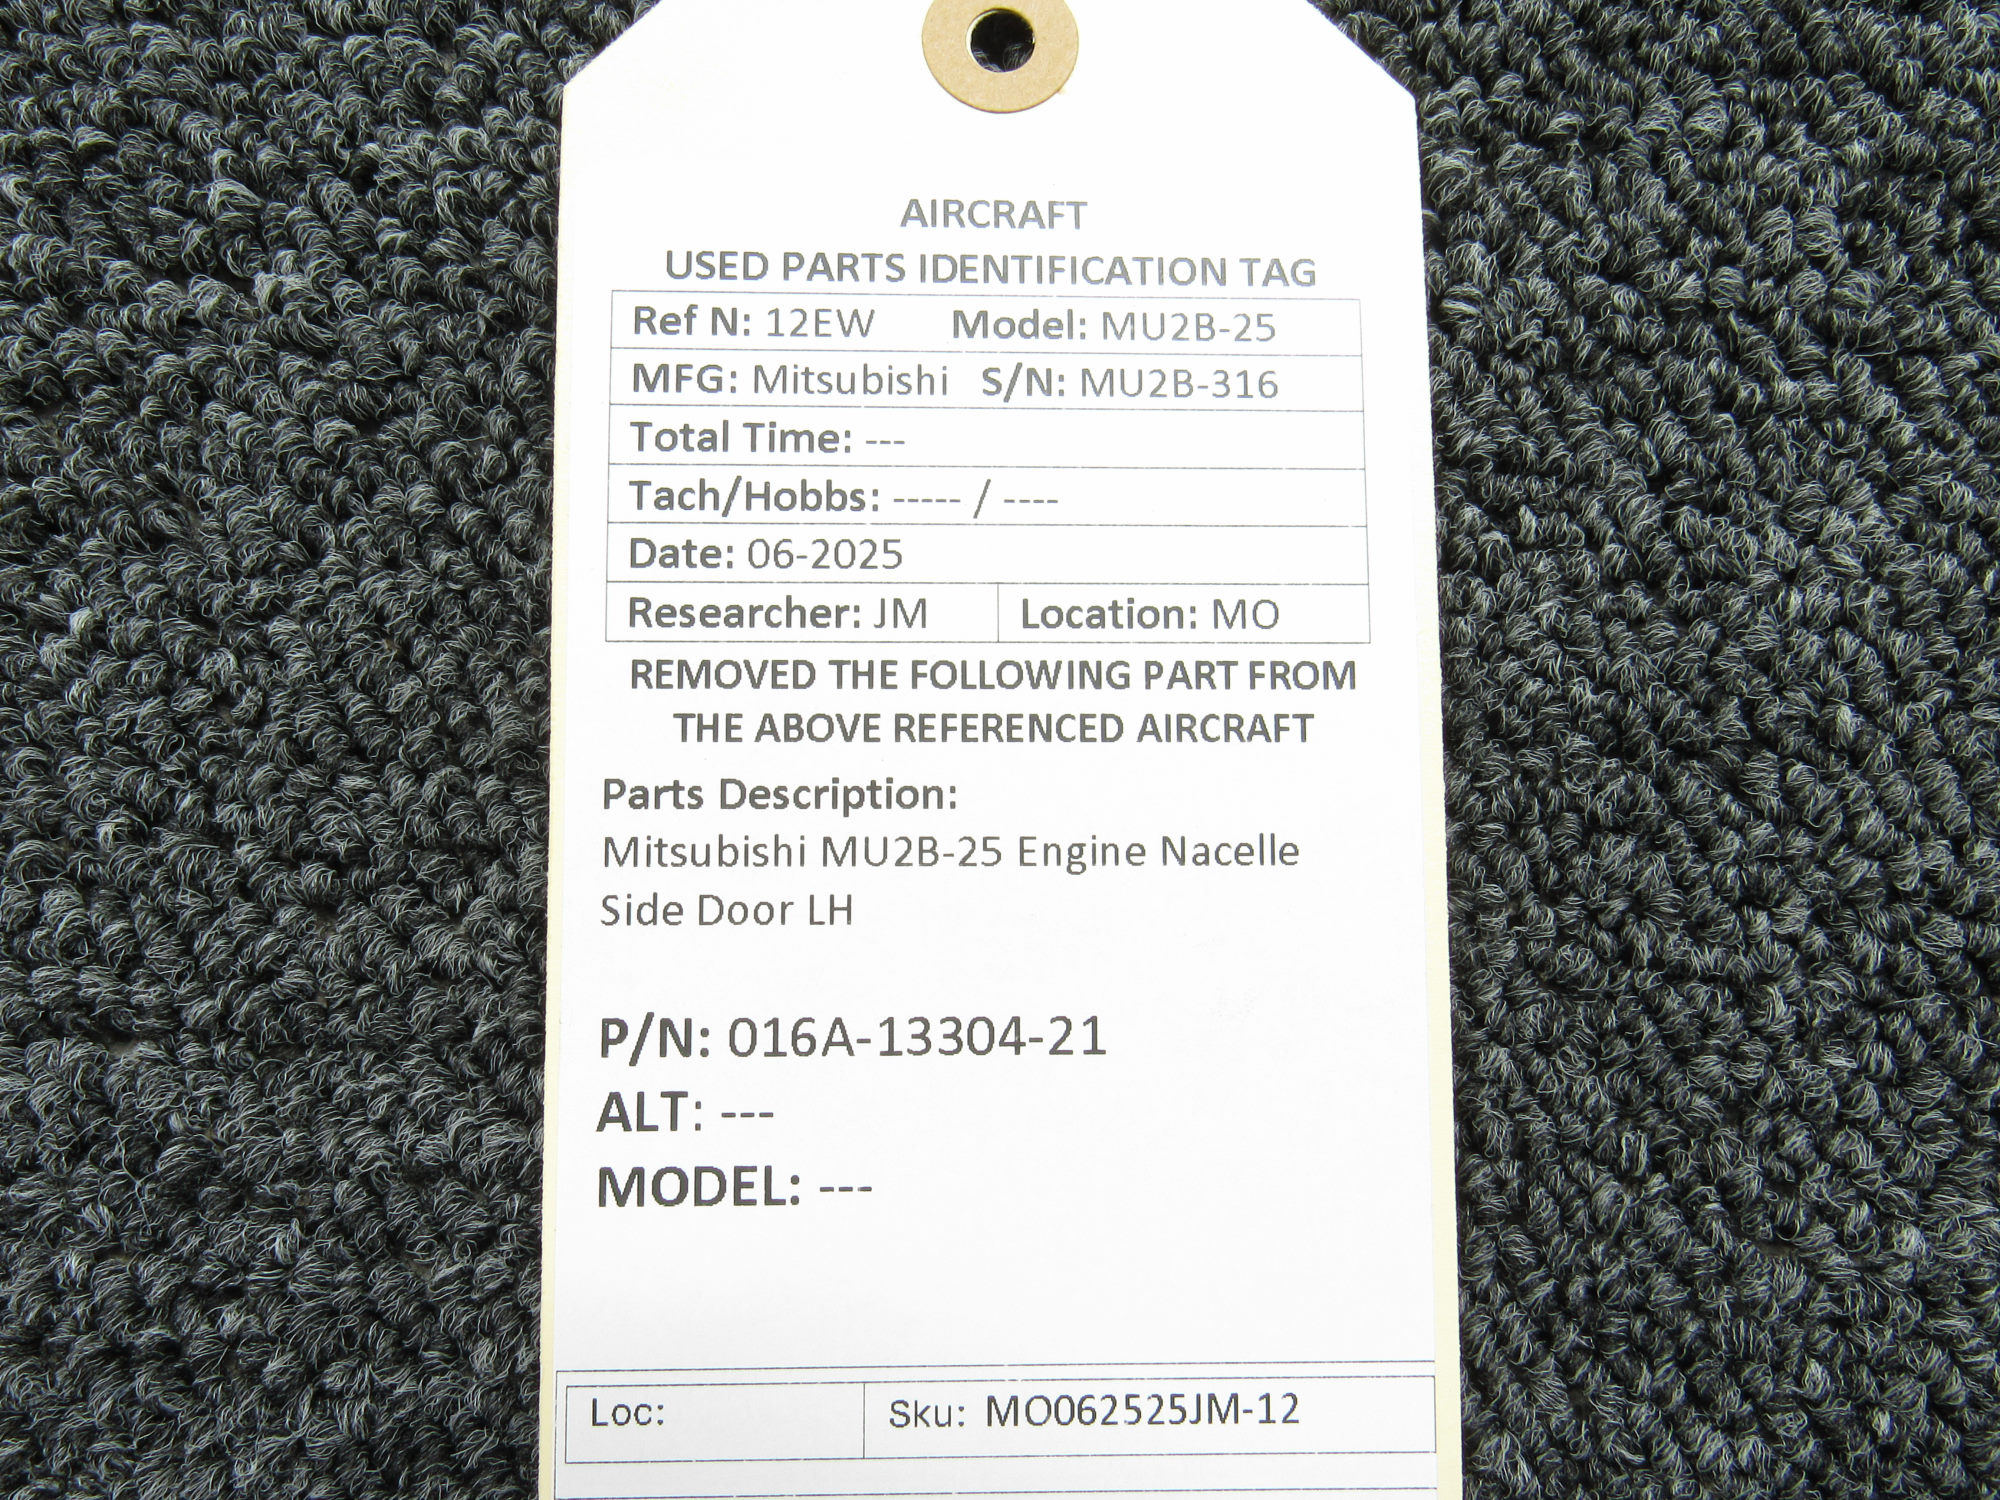 AIRCRAFT
USED PARTS IDENTIFICATION TAG
Ref N: 12EW Model: MU2B-25
MFG: Mitsubishi S/N: MU2B-316
Total Time: ---
Tach/Hobbs: ----- / ----
Date: 06-2025
Researcher: JM Location: MO
REMOVED THE FOLLOWING PART FROM
THE ABOVE REFERENCED AIRCRAFT
Parts Description:
Mitsubishi MU2B-25 Engine Nacelle
Side Door LH
P/N: 016A-13304-21
ALT: ---
MODEL: ---
Loc: Sku: MO062525JM-12